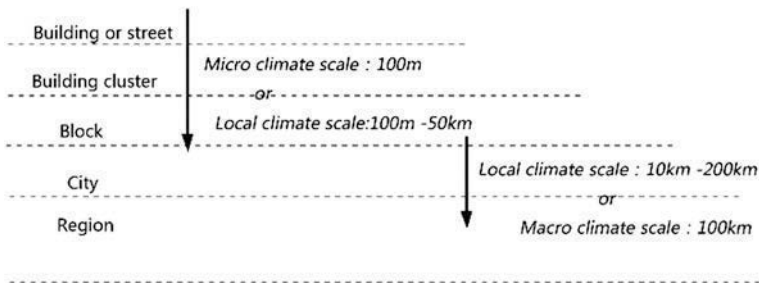 Building or street
Micro climate scale : 100m
Building cluster
or
Local climate scale:100m -50km
Block
Local climate scale : 10km -200km
City
or
Region
Macro climate scale : 100km